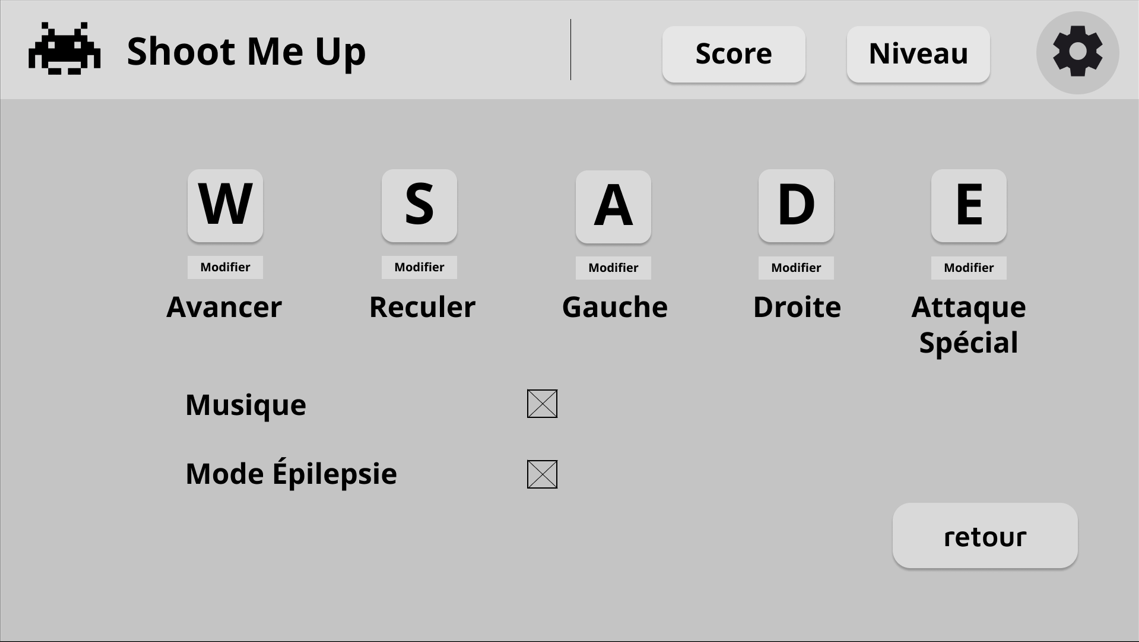 Shoot Me Up
Score
Niveau
W
S
A
D
E
Modifier
Modifier
Modifier
Modifier
Modifier
Avancer
Reculer
Gauche
Droite
Attaque
Spécial
Musique
Mode Épilepsie
retour